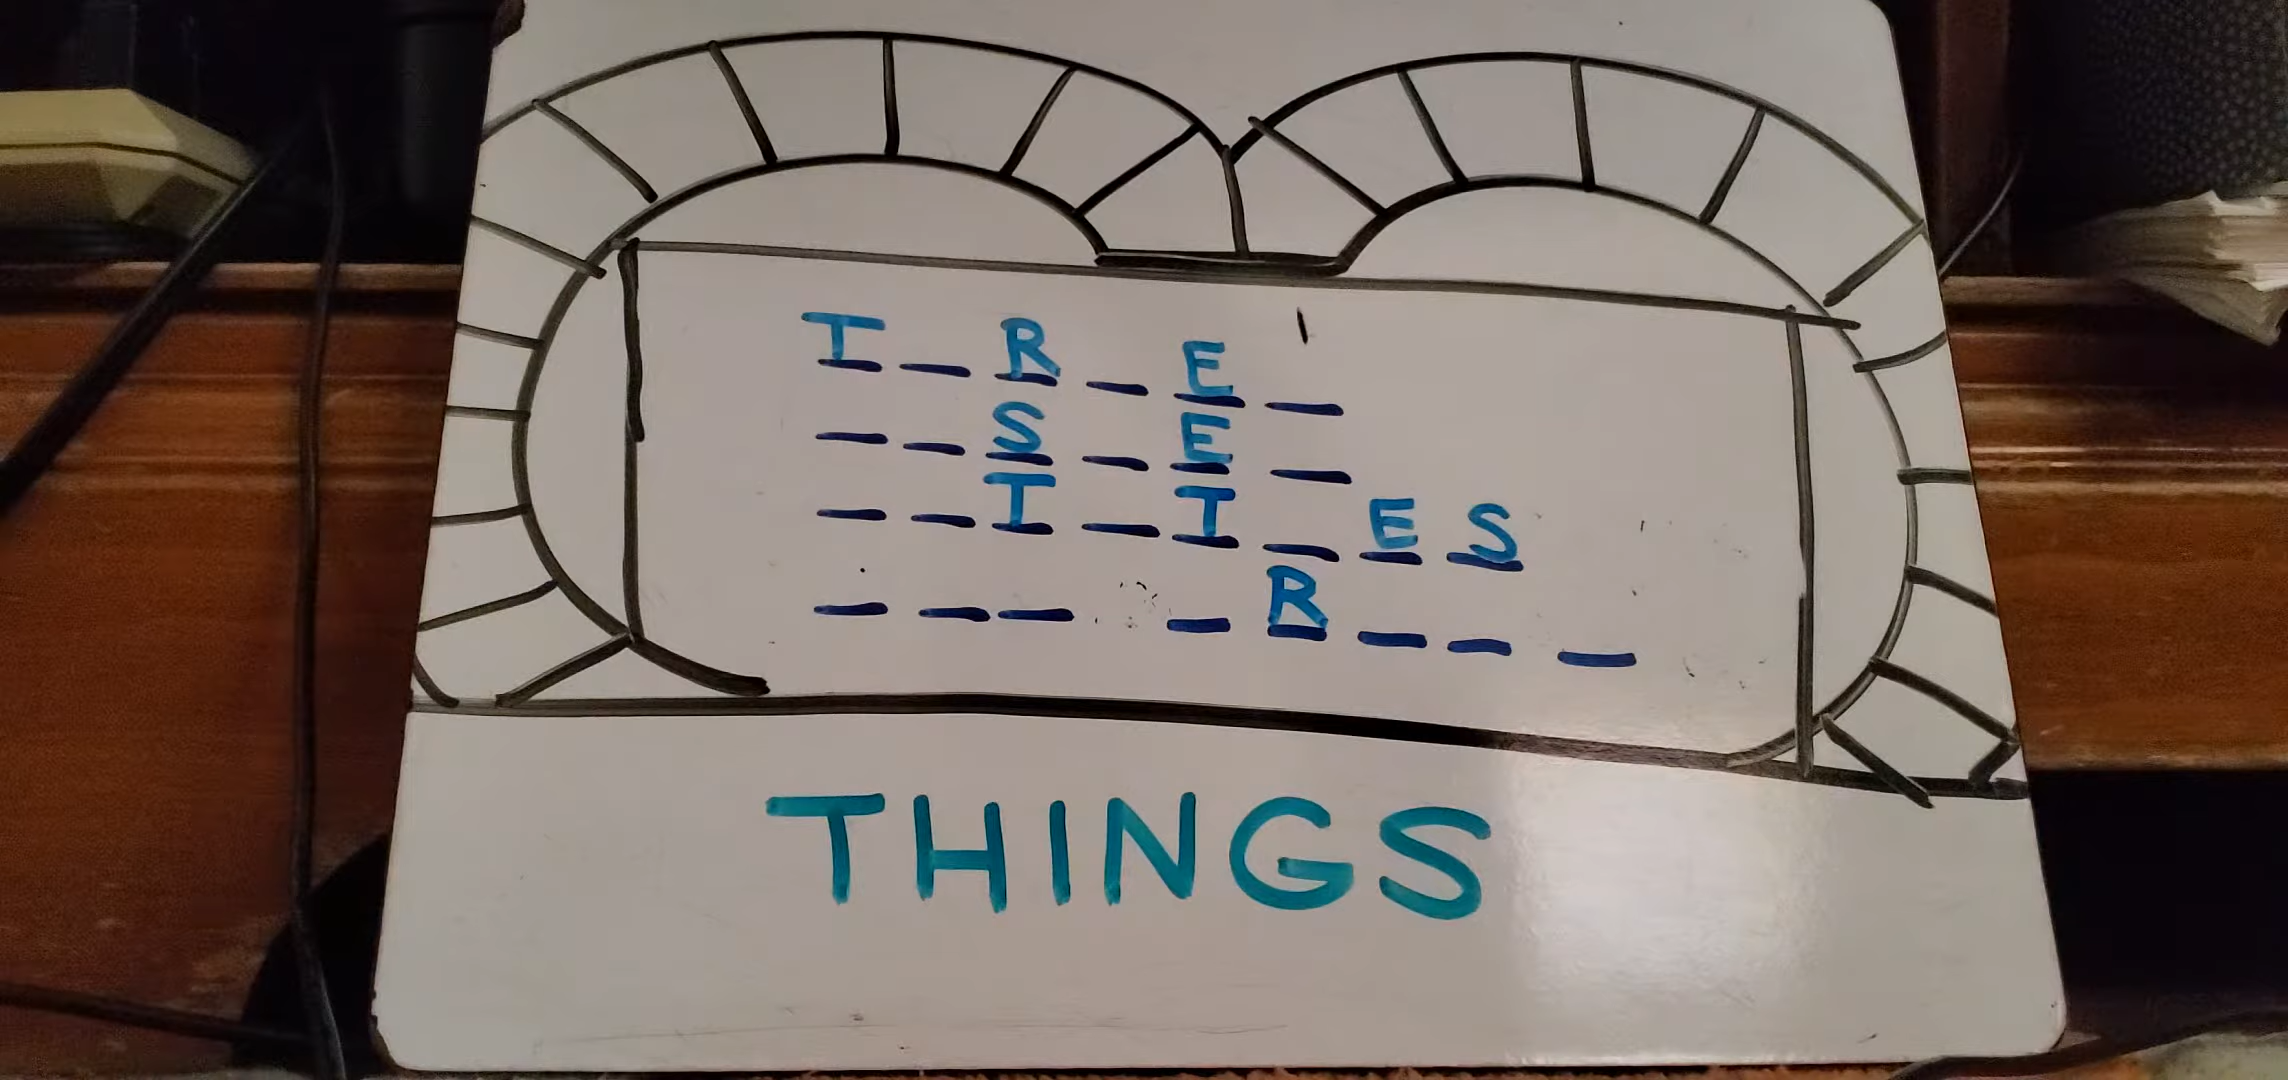 T _ R _ E _
_ _ S _ E _
_ _ T _ T _ E S
_ _ _  _ R _ _ _
THINGS